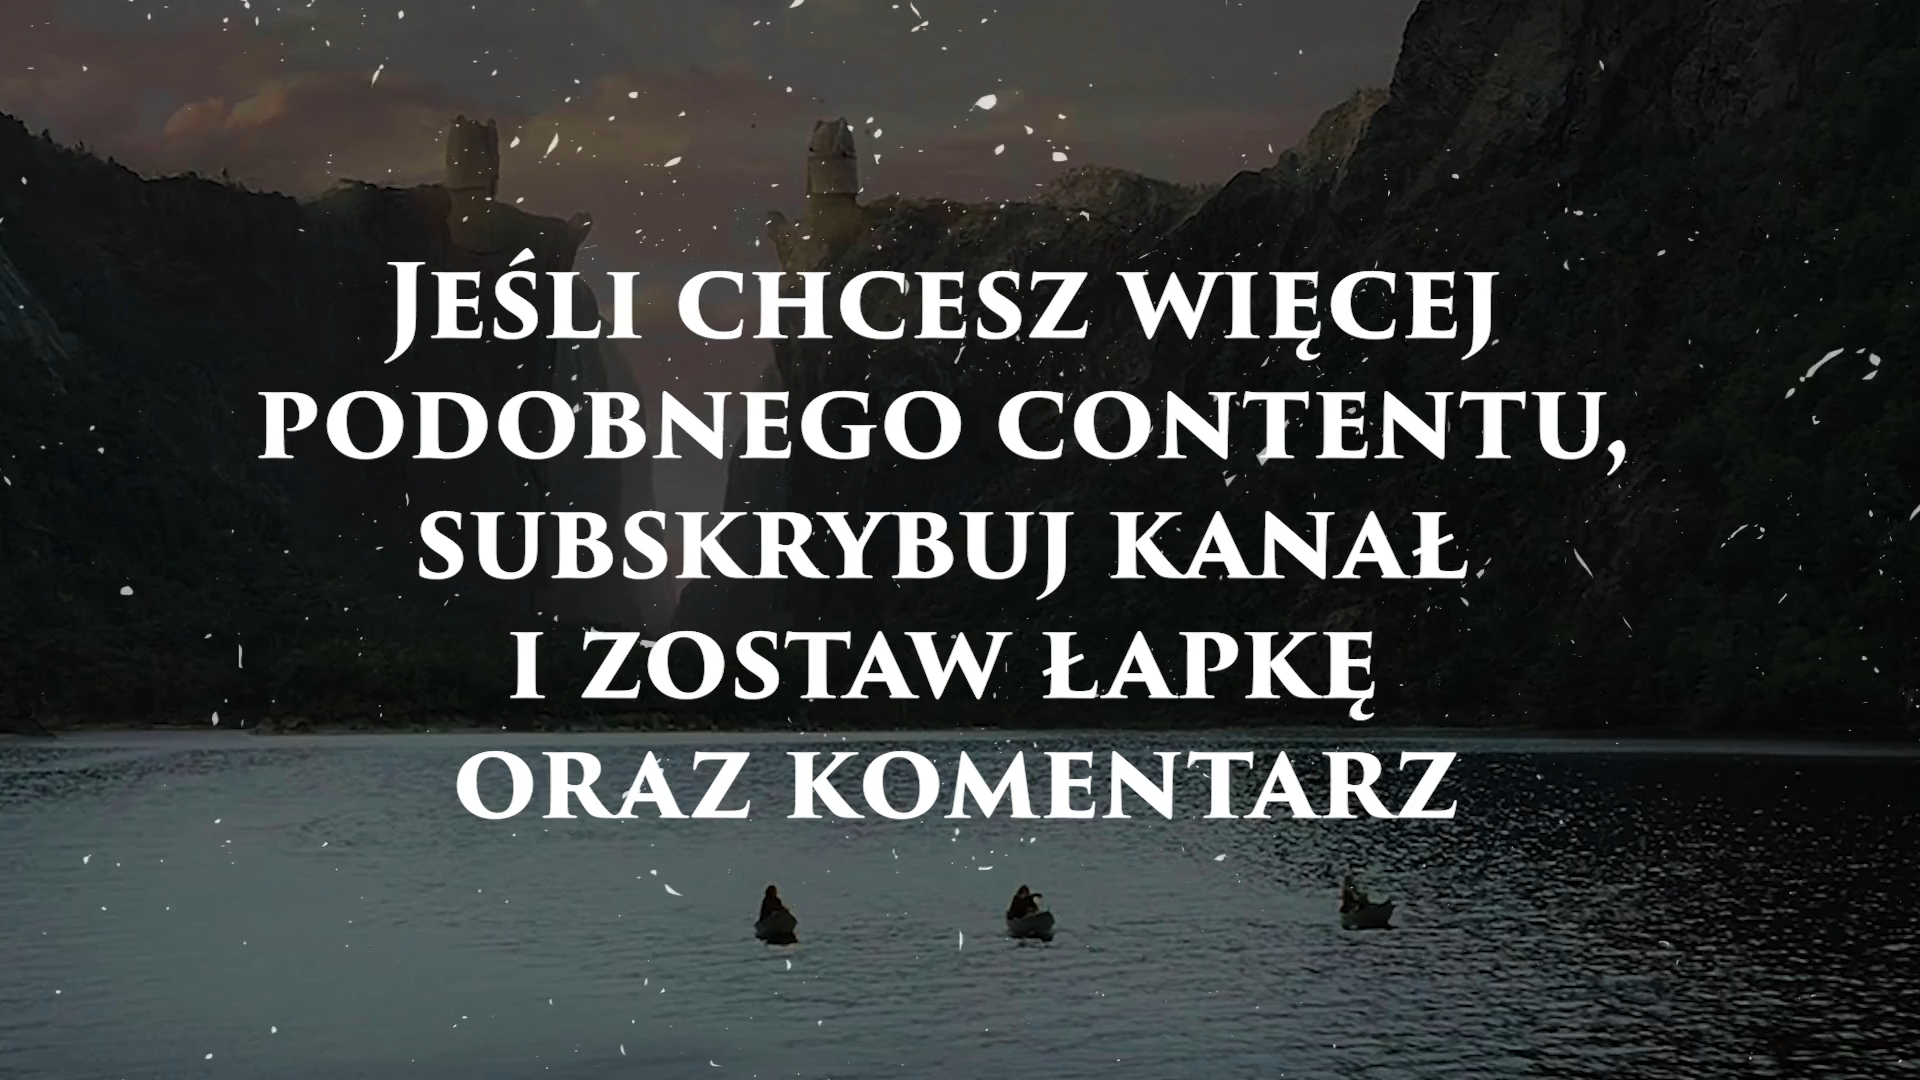 Jeśli chcesz więcej
podobnego contentu,
subskrybuj kanał
i zostaw łapkę
oraz komentarz